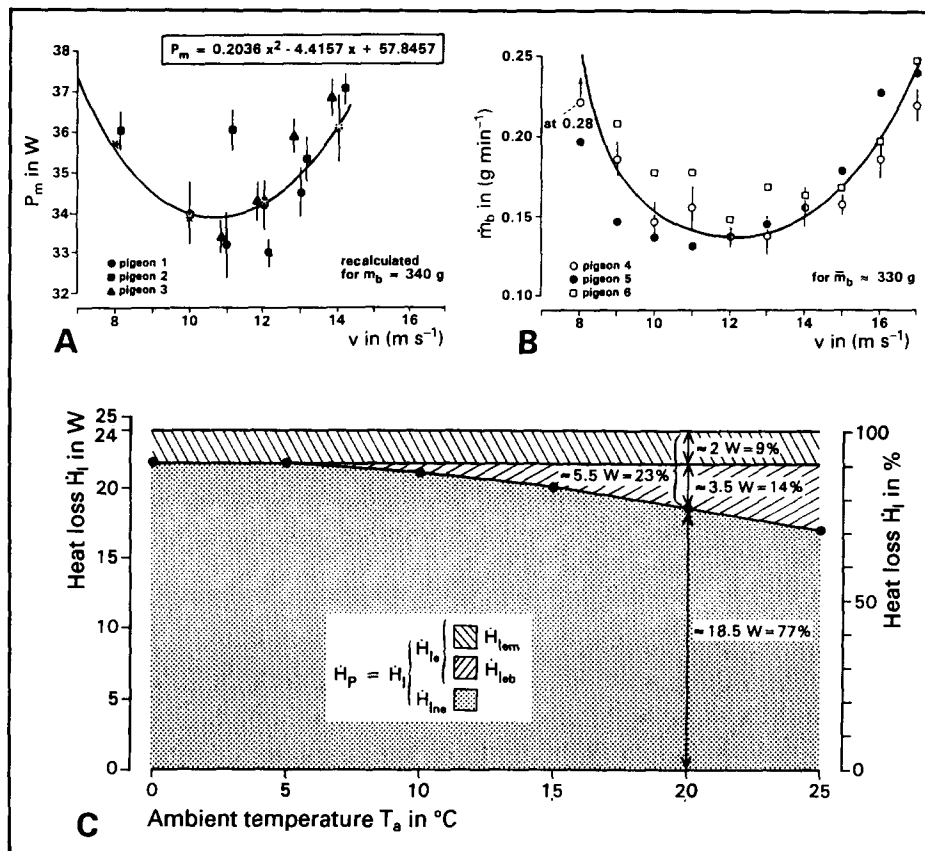 P_m = 0.2036 x² - 4.4157 x + 57.8457
P_m in W
38
37
36
35
34
33
32
8
10
12
14
16
v in (m s⁻¹)
● pigeon 1
■ pigeon 2
▲ pigeon 3
recalculated
for m_b = 340 g
A
ṁ_b in (g min⁻¹)
0.25
0.20
0.15
0.10
at 0.28
8
10
12
14
16
v in (m s⁻¹)
○ pigeon 4
● pigeon 5
□ pigeon 6
for m̄_b ≈ 330 g
B
Heat loss Ḣ_l in W
25
24
20
15
10
5
0
0
5
10
15
20
25
Ambient temperature T_a in °C
≈ 2 W = 9%
≈ 5.5 W = 23%
≈ 3.5 W = 14%
≈ 18.5 W = 77%
Ḣ_P = Ḣ_l
Ḣ_le
Ḣ_lem
Ḣ_leb
Ḣ_lne
100
50
0
Heat loss Ḣ_l in %
C